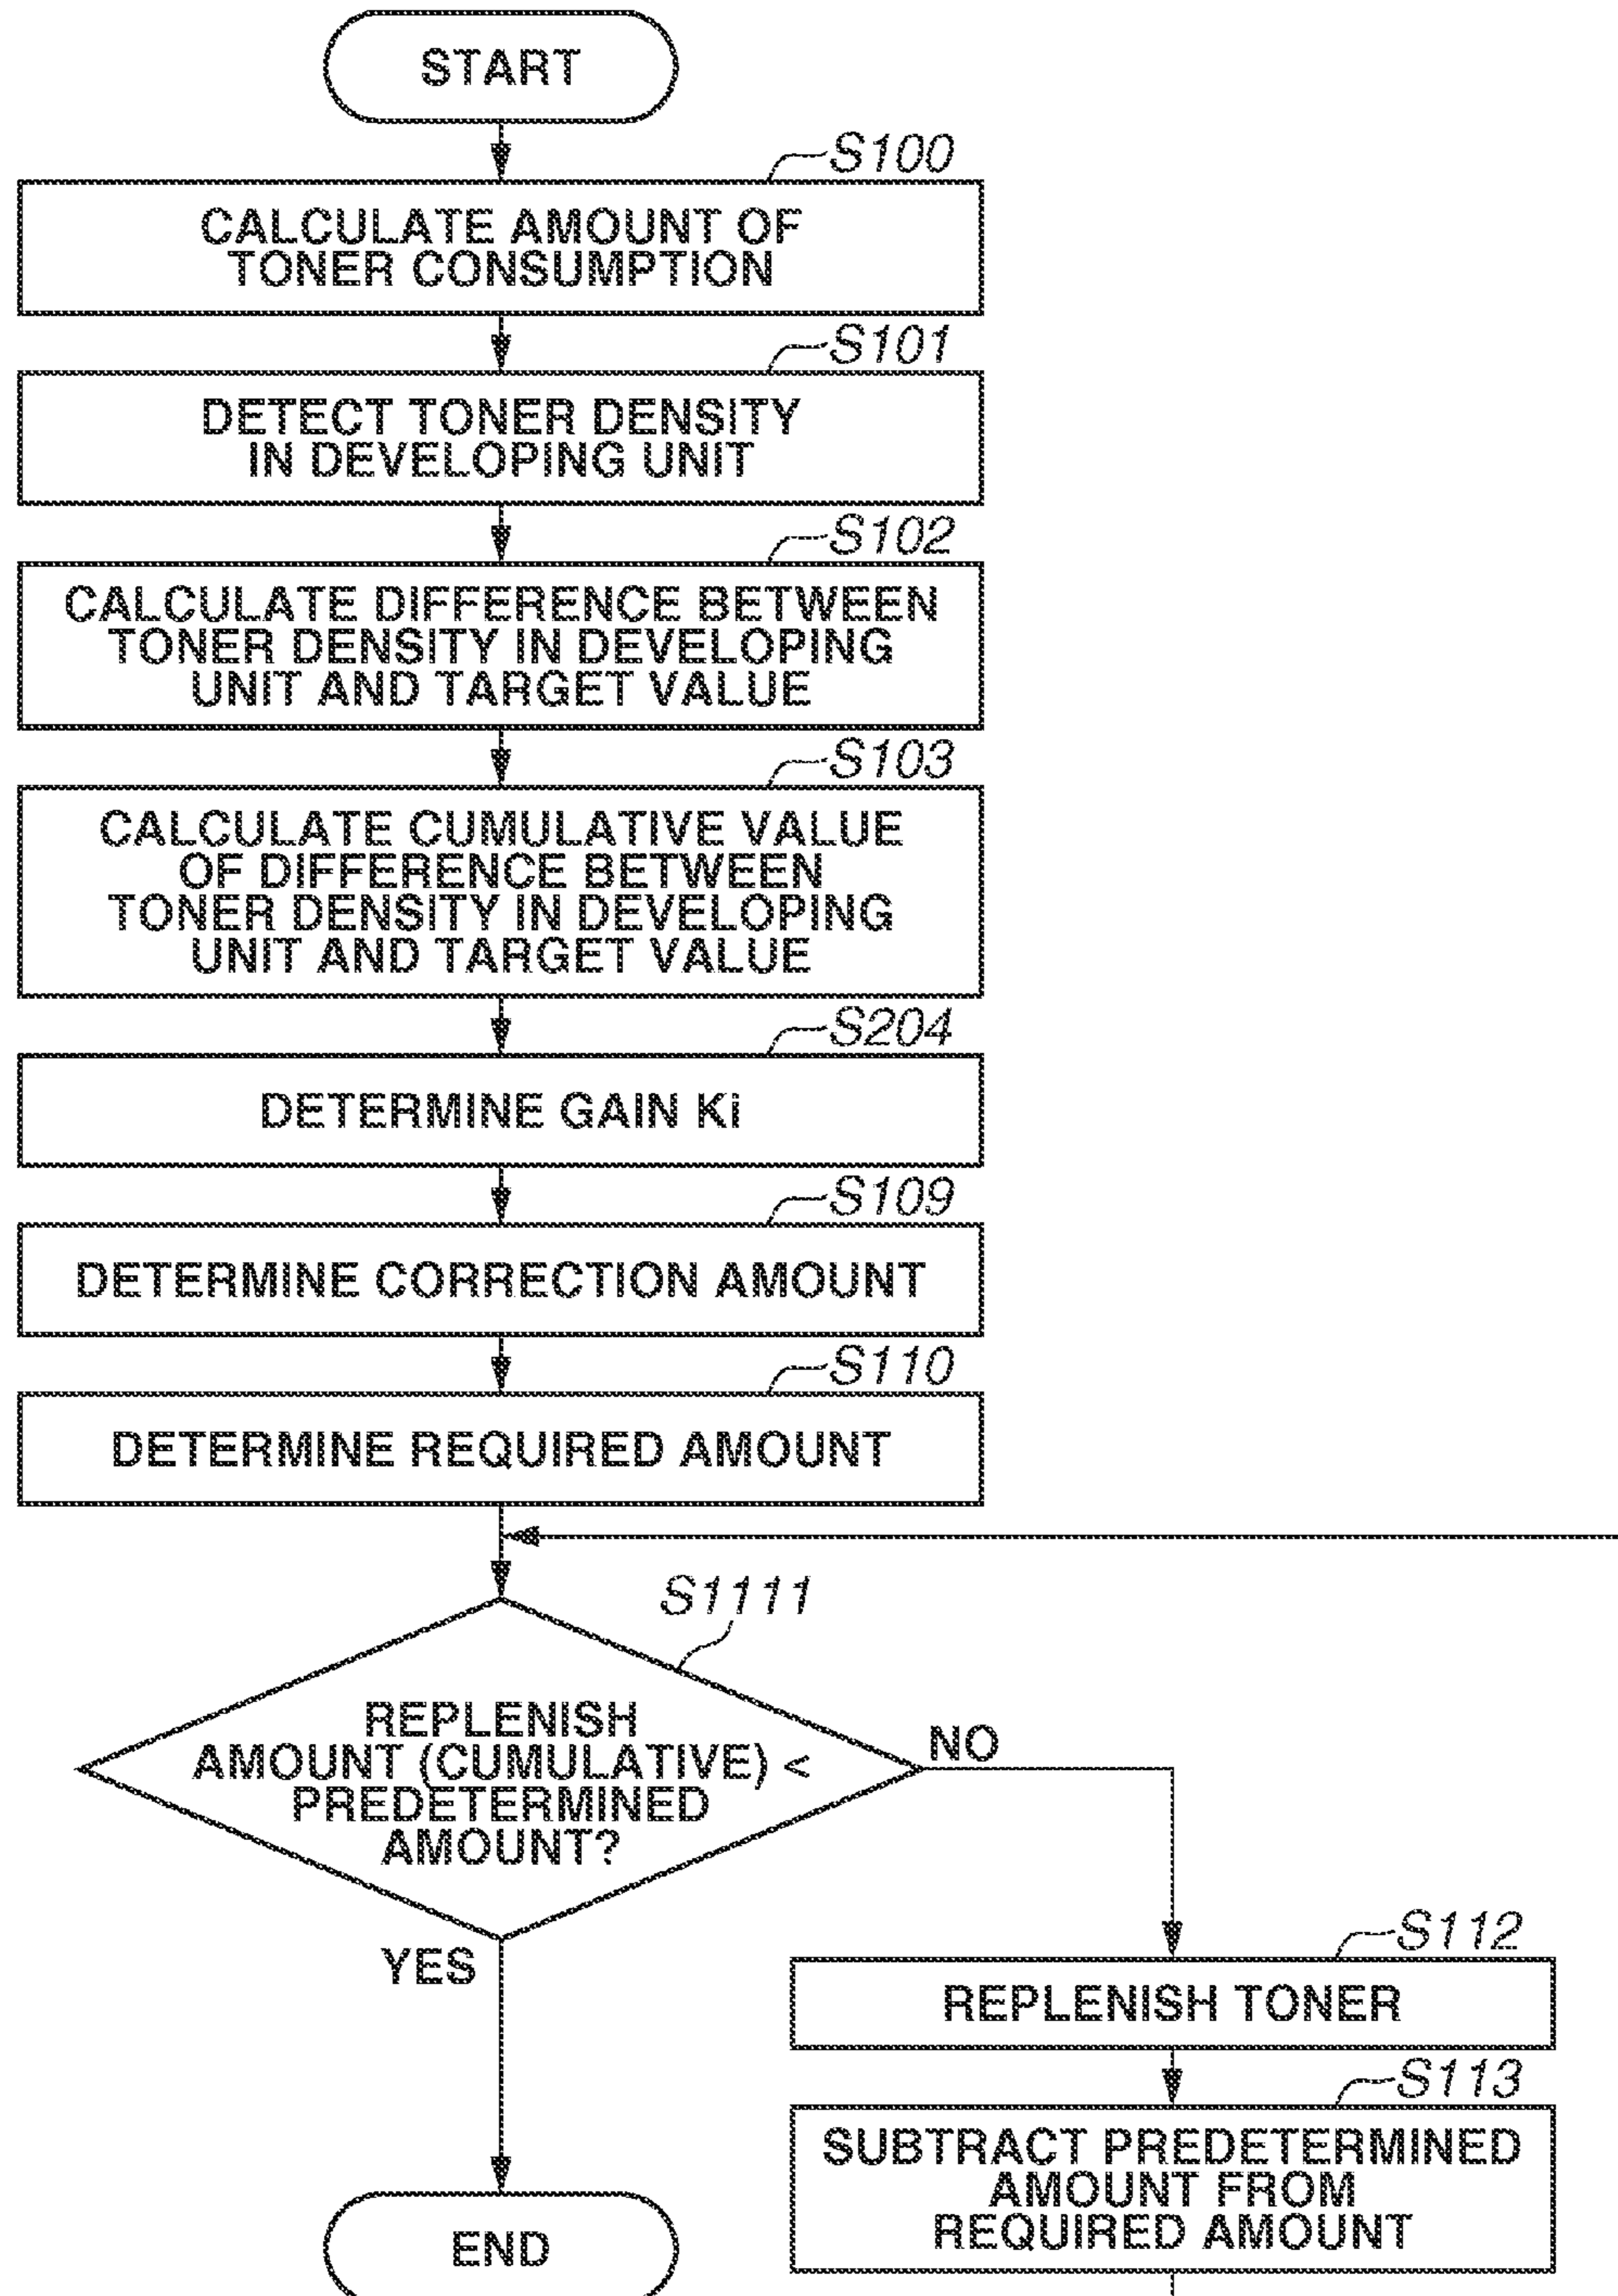 START
S100
CALCULATE AMOUNT OF
TONER CONSUMPTION
S101
DETECT TONER DENSITY
IN DEVELOPING UNIT
S102
CALCULATE DIFFERENCE BETWEEN
TONER DENSITY IN DEVELOPING
UNIT AND TARGET VALUE
S103
CALCULATE CUMULATIVE VALUE
OF DIFFERENCE BETWEEN
TONER DENSITY IN DEVELOPING
UNIT AND TARGET VALUE
S204
DETERMINE GAIN Ki
S109
DETERMINE CORRECTION AMOUNT
S110
DETERMINE REQUIRED AMOUNT
S1111
REPLENISH
AMOUNT (CUMULATIVE) <
PREDETERMINED
AMOUNT?
NO
YES
S112
REPLENISH TONER
S113
SUBTRACT PREDETERMINED
AMOUNT FROM
REQUIRED AMOUNT
END